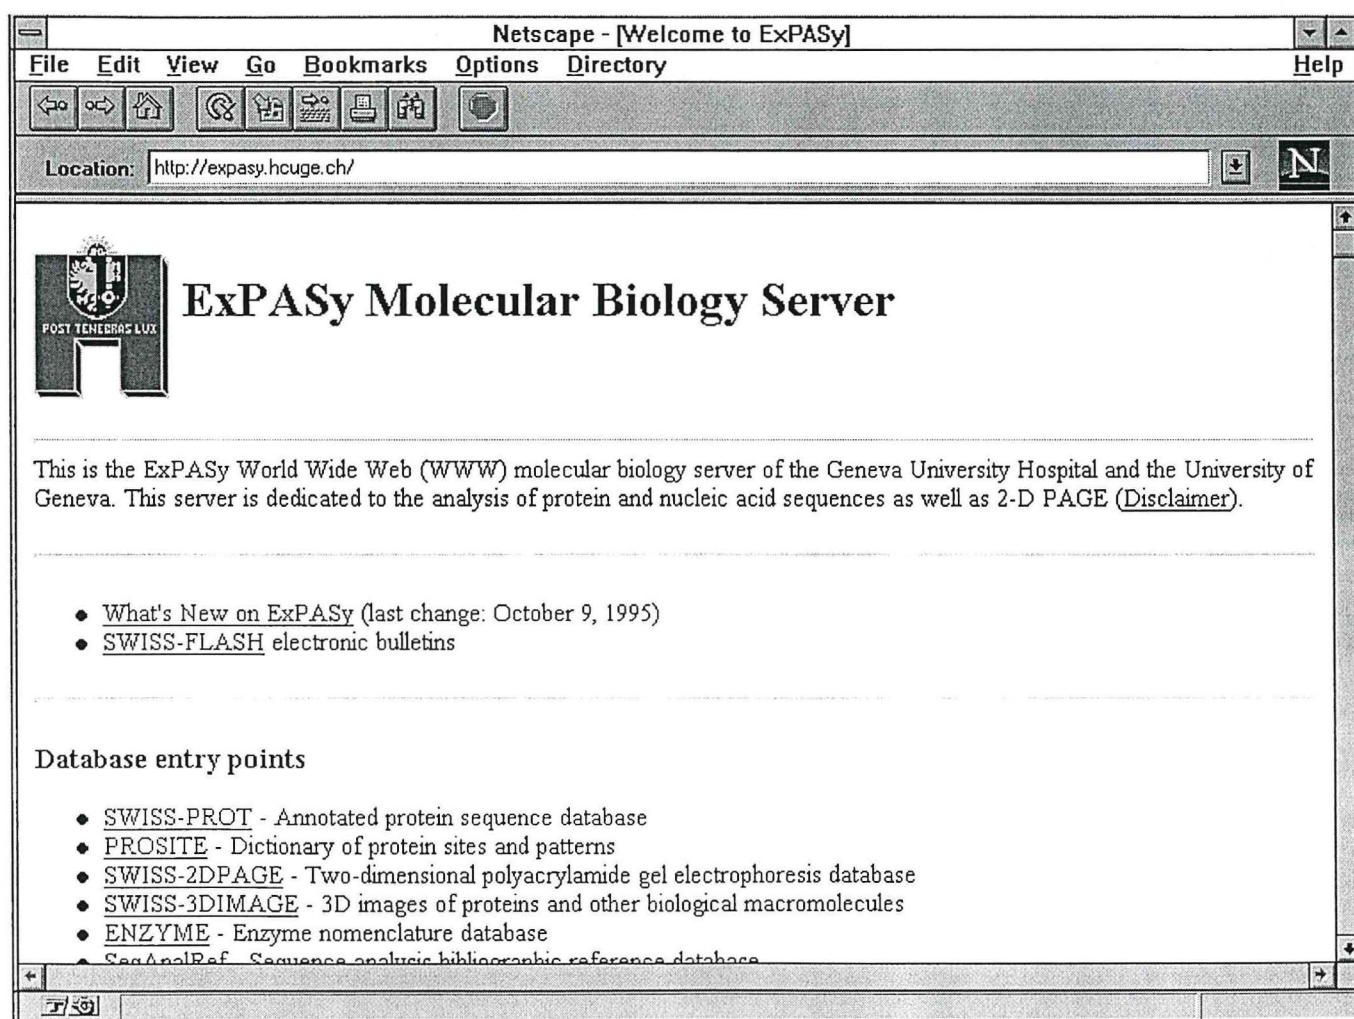 Netscape - [Welcome to ExPASy]
File Edit View Go Bookmarks Options Directory Help
Location: http://expasy.hcuge.ch/
N
POST TENEBRAS LUX
ExPASy Molecular Biology Server
This is the ExPASy World Wide Web (WWW) molecular biology server of the Geneva University Hospital and the University of
Geneva. This server is dedicated to the analysis of protein and nucleic acid sequences as well as 2-D PAGE (Disclaimer).
• What's New on ExPASy (last change: October 9, 1995)
• SWISS-FLASH electronic bulletins
Database entry points
• SWISS-PROT - Annotated protein sequence database
• PROSITE - Dictionary of protein sites and patterns
• SWISS-2DPAGE - Two-dimensional polyacrylamide gel electrophoresis database
• SWISS-3DIMAGE - 3D images of proteins and other biological macromolecules
• ENZYME - Enzyme nomenclature database
• SeqAnalRef - Sequence analysis bibliographic reference database